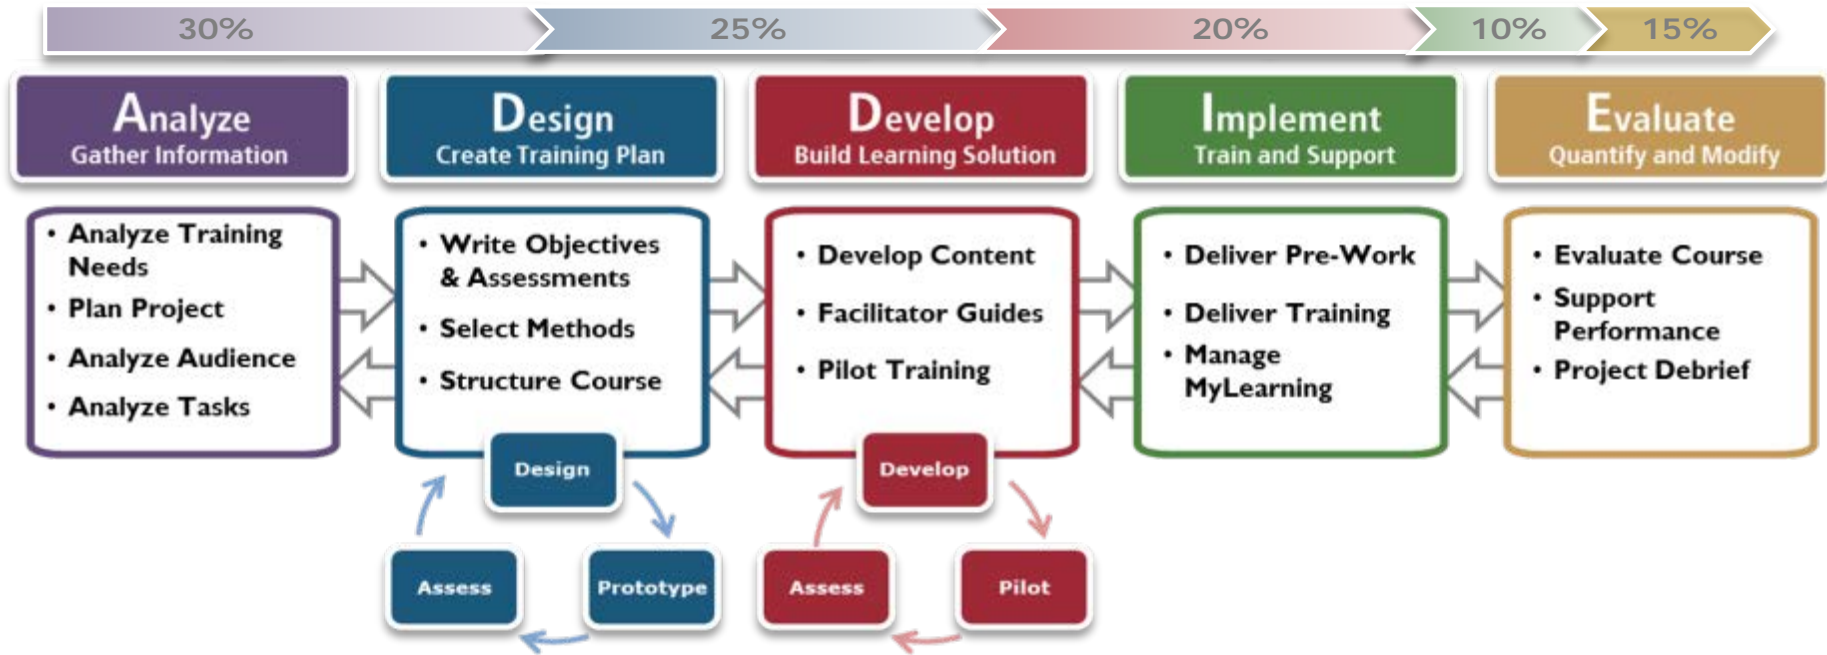 30%
25%
20%
10%
15%
Analyze
Gather Information
Design
Create Training Plan
Develop
Build Learning Solution
Implement
Train and Support
Evaluate
Quantify and Modify
• Analyze Training
Needs
• Plan Project
• Analyze Audience
• Analyze Tasks
• Write Objectives
& Assessments
• Select Methods
• Structure Course
• Develop Content
• Facilitator Guides
• Pilot Training
• Deliver Pre-Work
• Deliver Training
• Manage
MyLearning
• Evaluate Course
• Support
Performance
• Project Debrief
Design
Assess
Prototype
Develop
Assess
Pilot